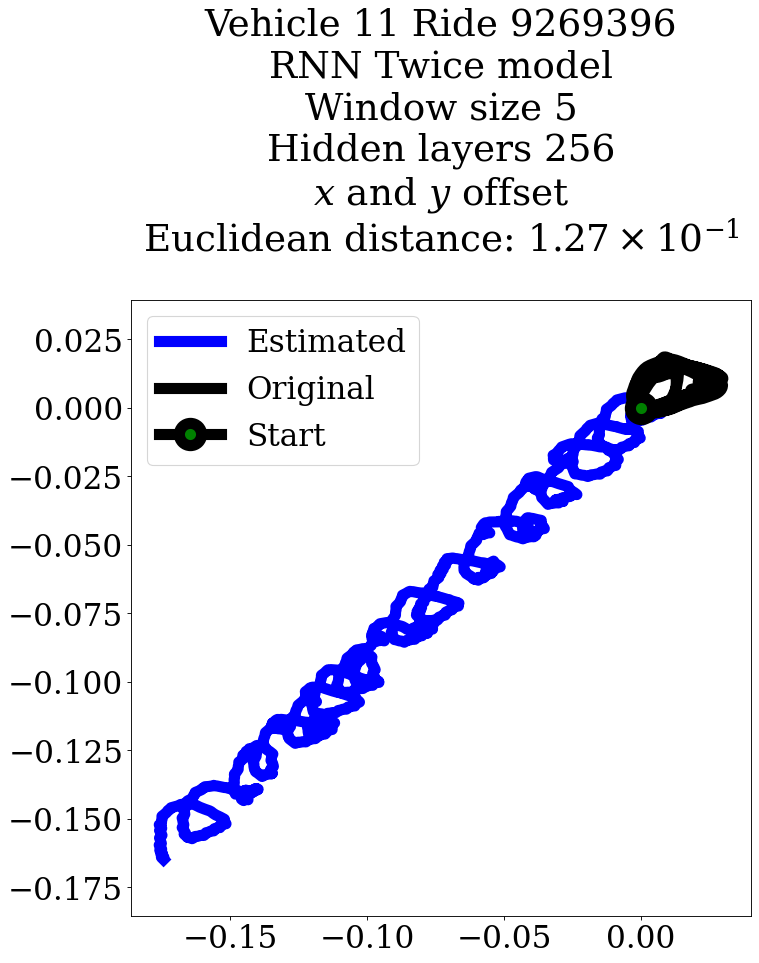 Vehicle 11 Ride 9269396
RNN Twice model
Window size 5
Hidden layers 256
x and y offset
Euclidean distance: 1.27 × 10⁻¹
Estimated
Original
Start
0.025
0.000
−0.025
−0.050
−0.075
−0.100
−0.125
−0.150
−0.175
−0.15 −0.10 −0.05 0.00